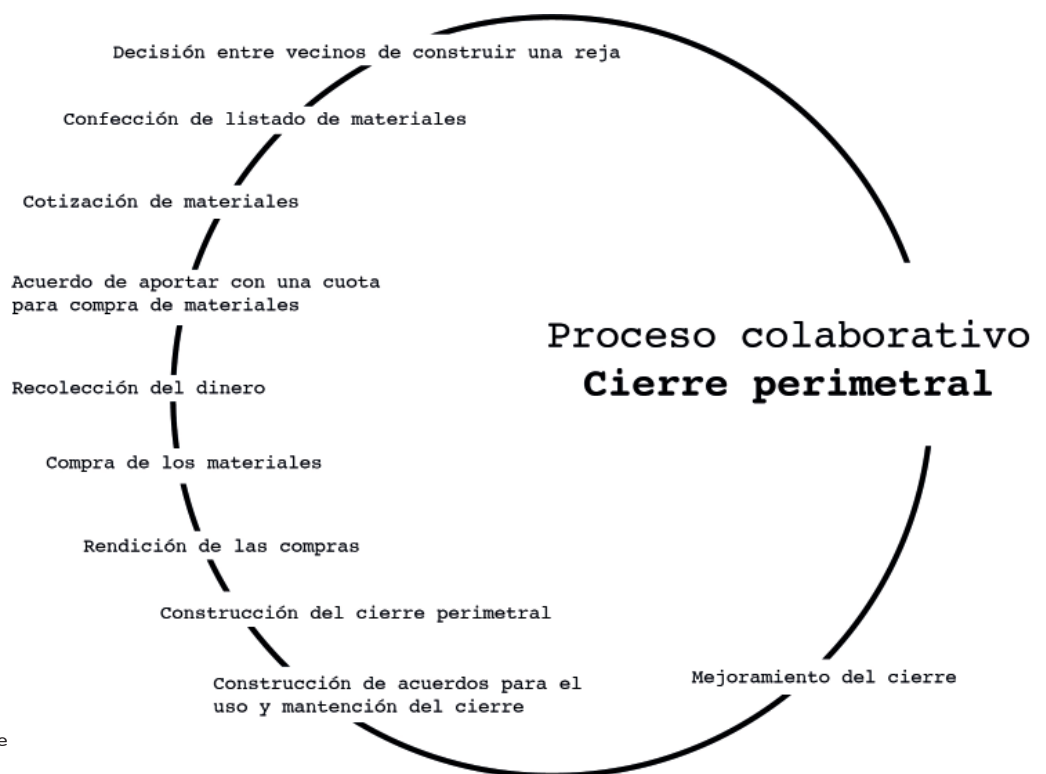 Decisión entre vecinos de construir una reja
Confección de listado de materiales
Cotización de materiales
Acuerdo de aportar con una cuota
para compra de materiales
Proceso colaborativo
Cierre perimetral
Recolección del dinero
Compra de los materiales
Rendición de las compras
Construcción del cierre perimetral
Construcción de acuerdos para el
uso y mantención del cierre
Mejoramiento del cierre
e